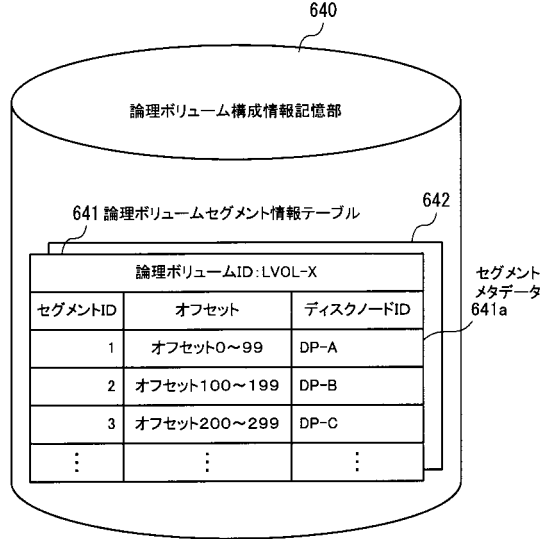 640
論理ボリューム構成情報記憶部
641 論理ボリュームセグメント情報テーブル
642
論理ボリュームID:LVOL-X
セグメントID オフセット ディスクノードID
1 オフセット0~99 DP-A
2 オフセット100~199 DP-B
3 オフセット200~299 DP-C
⋮ ⋮ ⋮
セグメント
メタデータ
641a